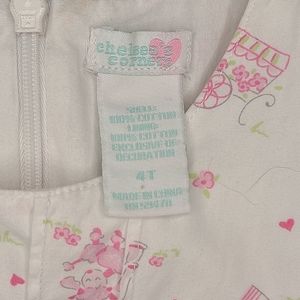 chelsea's
corner
SHELL:
100% COTTON
LINING:
100% COTTON
EXCLUSIVE OF
DECORATION
4T
MADE IN CHINA